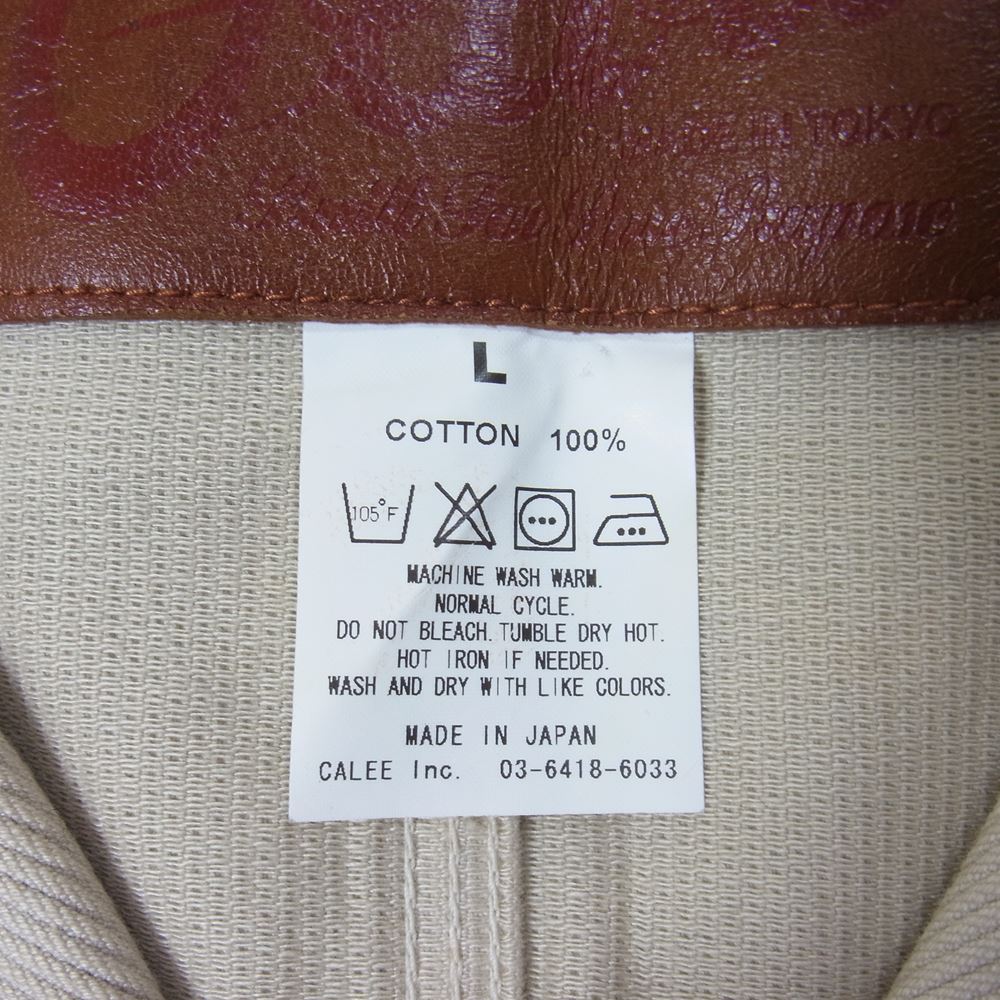 IN TOKYO
L
COTTON 100%
105°F
MACHINE WASH WARM.
NORMAL CYCLE.
DO NOT BLEACH. TUMBLE DRY HOT.
HOT IRON IF NEEDED.
WASH AND DRY WITH LIKE COLORS.
MADE IN JAPAN
CALEE Inc. 03-6418-6033